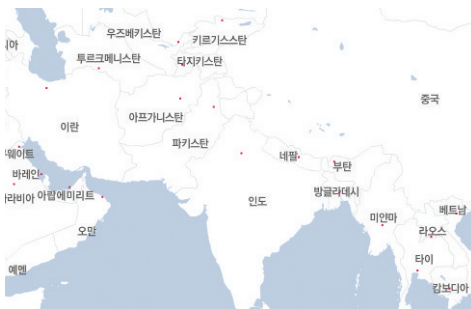 우즈베키스탄
키르기스스탄
시아
투르크메니스탄
타지키스탄
중국
이란
아프가니스탄
파키스탄
웨이트
네팔
부탄
바레인
방글라데시
라비아
아랍에미리트
인도
베트남
미얀마
오만
라오스
타이
예멘
캄보디아